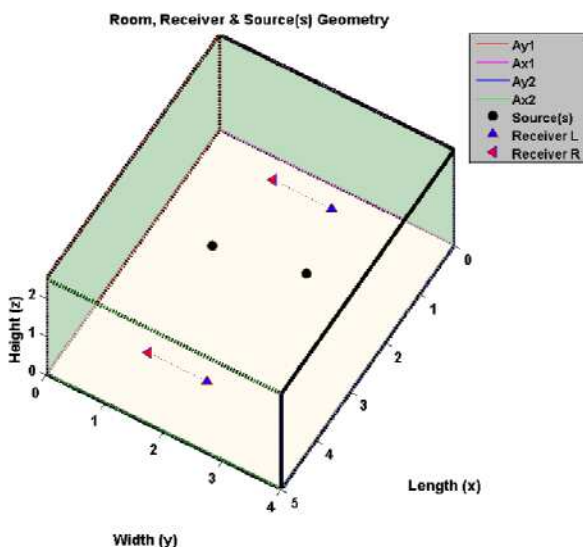 Room, Receiver & Source(s) Geometry
Ay1
Ax1
Ay2
Ax2
Source(s)
Receiver L
Receiver R
Height (z)
2
1
0
0
1
2
3
4
Width (y)
5
4
3
2
1
0
Length (x)